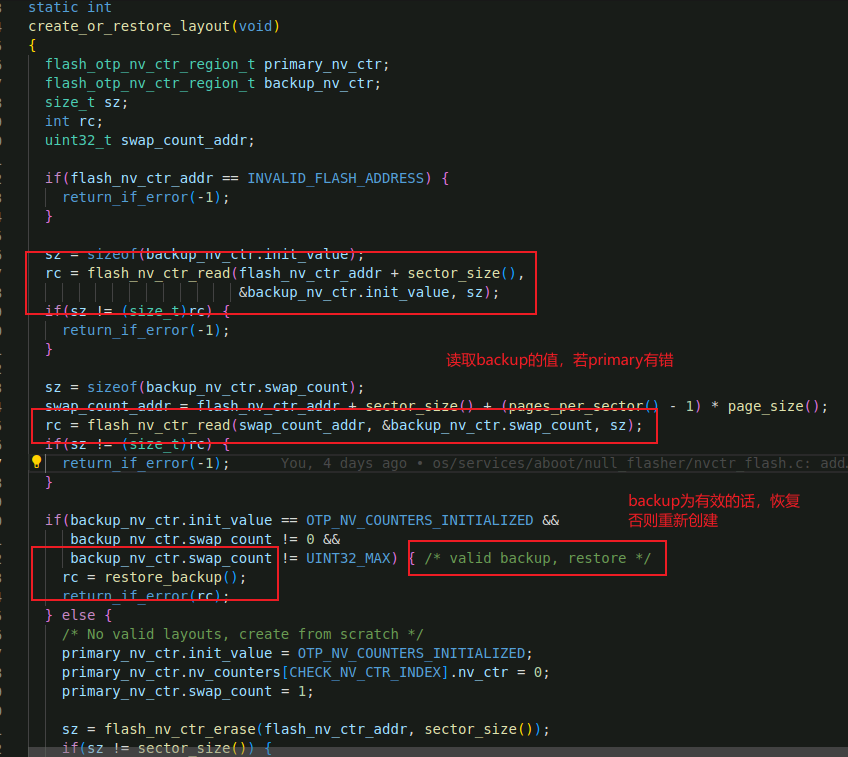 static int
create_or_restore_layout(void)
{
flash_otp_nv_ctr_region_t primary_nv_ctr;
flash_otp_nv_ctr_region_t backup_nv_ctr;
size_t sz;
int rc;
uint32_t swap_count_addr;
if(flash_nv_ctr_addr == INVALID_FLASH_ADDRESS) {
return_if_error(-1);
}
sz = sizeof(backup_nv_ctr.init_value);
rc = flash_nv_ctr_read(flash_nv_ctr_addr + sector_size(),
&backup_nv_ctr.init_value, sz);
if(sz != (size_t)rc) {
return_if_error(-1);
}
读取backup的值，若primary有错
sz = sizeof(backup_nv_ctr.swap_count);
swap_count_addr = flash_nv_ctr_addr + sector_size() + (pages_per_sector() - 1) * page_size();
rc = flash_nv_ctr_read(swap_count_addr, &backup_nv_ctr.swap_count, sz);
if(sz != (size_t)rc) {
return_if_error(-1); You, 4 days ago • os/services/aboot/null_flasher/nvctr_flash.c: add
}
backup为有效的话，恢复
否则重新创建
if(backup_nv_ctr.init_value == OTP_NV_COUNTERS_INITIALIZED &&
backup_nv_ctr.swap_count != 0 &&
backup_nv_ctr.swap_count != UINT32_MAX) { /* valid backup, restore */
rc = restore_backup();
return_if_error(rc);
} else {
/* No valid layouts, create from scratch */
primary_nv_ctr.init_value = OTP_NV_COUNTERS_INITIALIZED;
primary_nv_ctr.nv_counters[CHECK_NV_CTR_INDEX].nv_ctr = 0;
primary_nv_ctr.swap_count = 1;
sz = flash_nv_ctr_erase(flash_nv_ctr_addr, sector_size());
if(sz != sector_size()) {